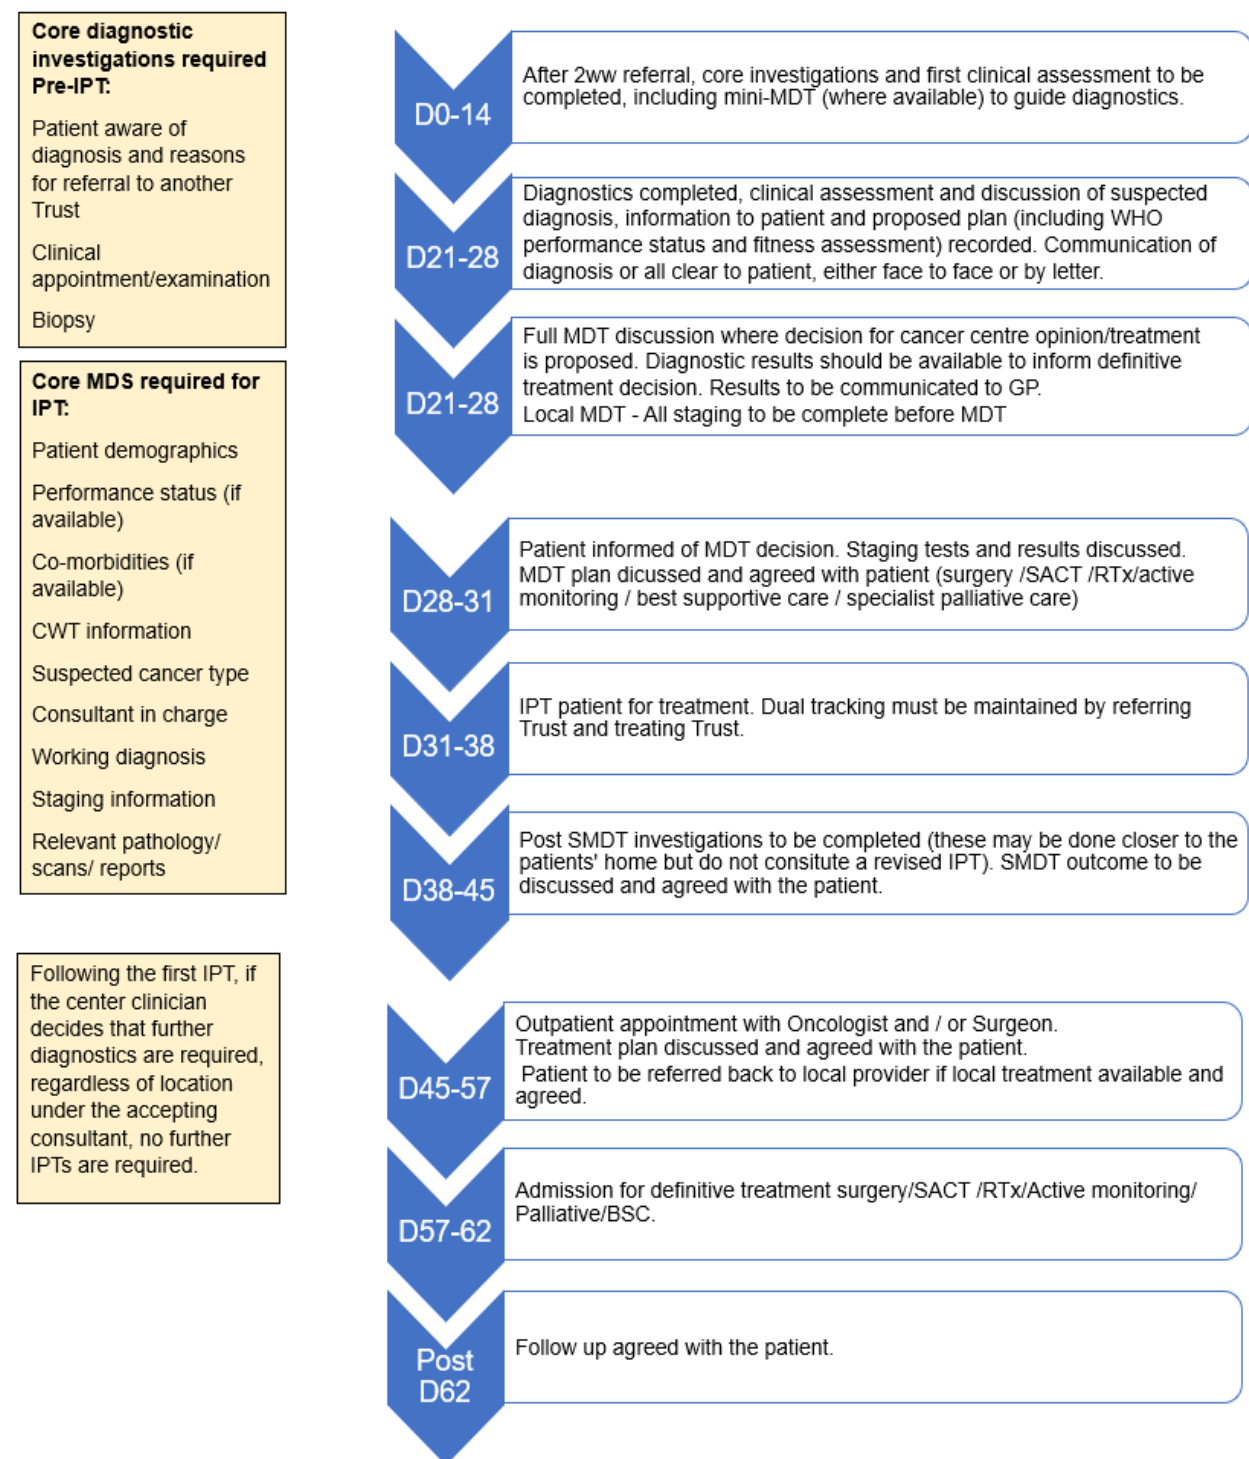 Core diagnostic
investigations required
Pre-IPT:
Patient aware of
diagnosis and reasons
for referral to another
Trust
Clinical
appointment/examination
Biopsy
Core MDS required for
IPT:
Patient demographics
Performance status (if
available)
Co-morbidities (if
available)
CWT information
Suspected cancer type
Consultant in charge
Working diagnosis
Staging information
Relevant pathology/
scans/ reports
Following the first IPT, if
the center clinician
decides that further
diagnostics are required,
regardless of location
under the accepting
consultant, no further
IPTs are required.
D0-14
After 2ww referral, core investigations and first clinical assessment to be
completed, including mini-MDT (where available) to guide diagnostics.
D21-28
Diagnostics completed, clinical assessment and discussion of suspected
diagnosis, information to patient and proposed plan (including WHO
performance status and fitness assessment) recorded. Communication of
diagnosis or all clear to patient, either face to face or by letter.
D21-28
Full MDT discussion where decision for cancer centre opinion/treatment
is proposed. Diagnostic results should be available to inform definitive
treatment decision. Results to be communicated to GP.
Local MDT - All staging to be complete before MDT
D28-31
Patient informed of MDT decision. Staging tests and results discussed.
MDT plan dicussed and agreed with patient (surgery /SACT /RTx/active
monitoring / best supportive care / specialist palliative care)
D31-38
IPT patient for treatment. Dual tracking must be maintained by referring
Trust and treating Trust.
D38-45
Post SMDT investigations to be completed (these may be done closer to the
patients' home but do not consitute a revised IPT). SMDT outcome to be
discussed and agreed with the patient.
D45-57
Outpatient appointment with Oncologist and / or Surgeon.
Treatment plan discussed and agreed with the patient.
Patient to be referred back to local provider if local treatment available and
agreed.
D57-62
Admission for definitive treatment surgery/SACT /RTx/Active monitoring/
Palliative/BSC.
Post
D62
Follow up agreed with the patient.